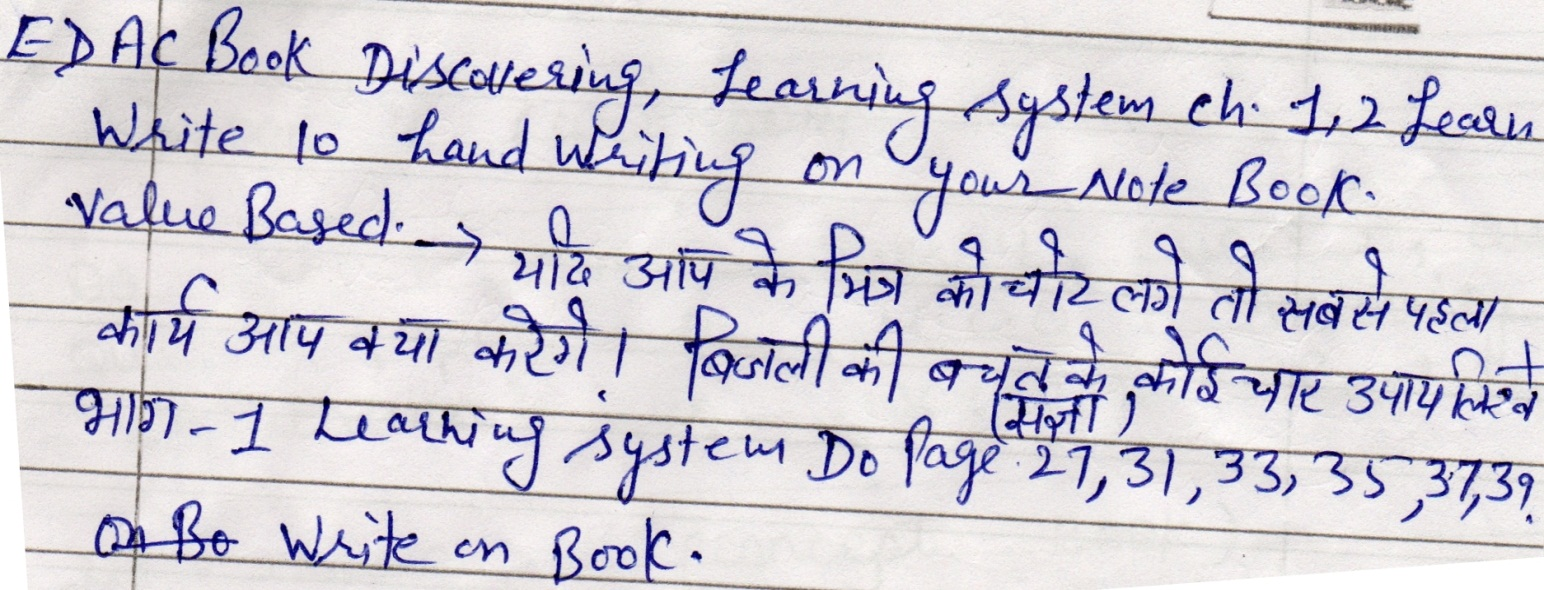 EDAC Book Discovering, Learning system ch. 1,2 Learn
Write 10 hand writing on your Note Book.
Value Based. → यदि आप के मित्र को चोट लगे तो सबसे पहला
कार्य आप क्या करेगे। बिजली की बचत के कोई चार उपाय लिखे
(संज्ञा)
भाग-1 Learning system Do Page 27, 31, 33, 35, 37, 39.
on Bo Write on Book.